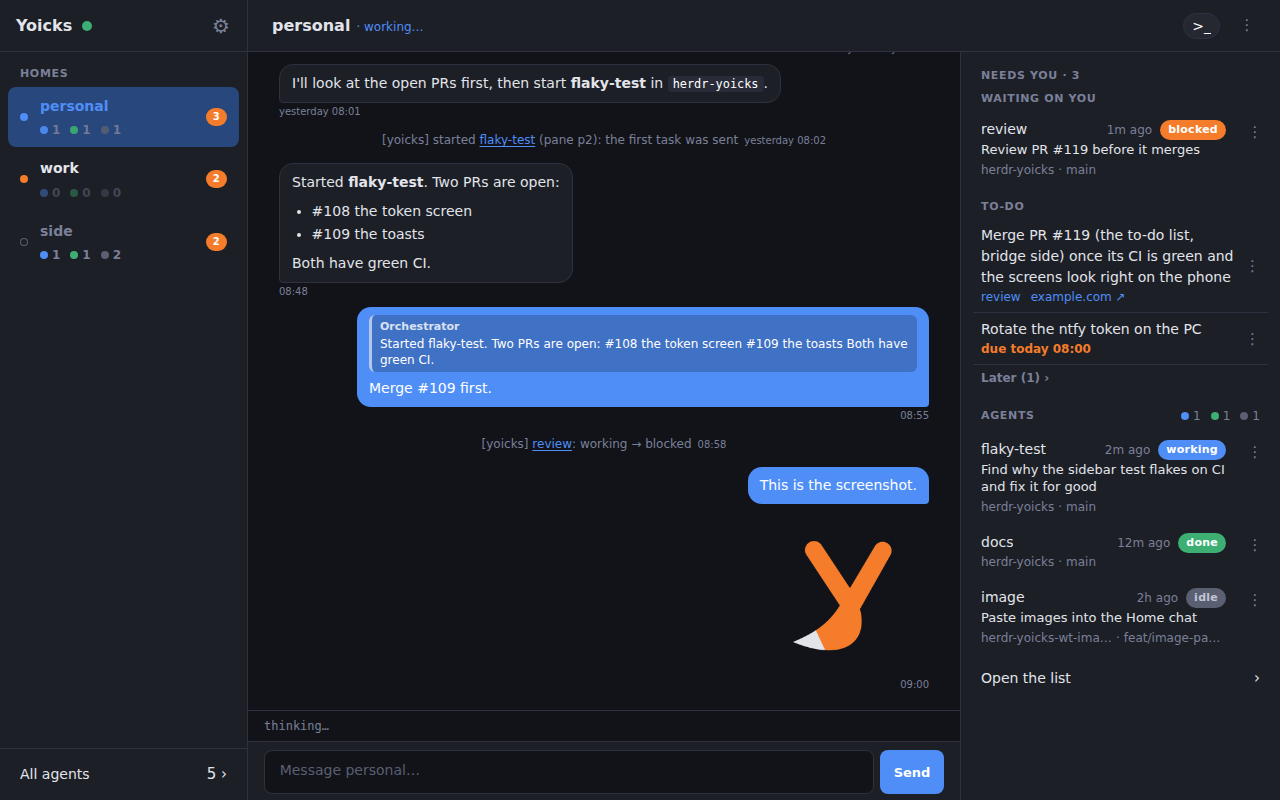 Yoicks
⚙
HOMES
personal
1 1 1
3
work
0 0 0
2
side
1 1 2
2
All agents
5 ›
personal · working…
>_
⋮
I'll look at the open PRs first, then start flaky-test in herdr-yoicks.
yesterday 08:01
[yoicks] started flaky-test (pane p2): the first task was sent yesterday 08:02
Started flaky-test. Two PRs are open:
• #108 the token screen
• #109 the toasts
Both have green CI.
08:48
Orchestrator
Started flaky-test. Two PRs are open: #108 the token screen #109 the toasts Both have
green CI.
Merge #109 first.
08:55
[yoicks] review: working → blocked 08:58
This is the screenshot.
09:00
thinking…
Message personal…
Send
NEEDS YOU · 3
WAITING ON YOU
review 1m ago blocked ⋮
Review PR #119 before it merges
herdr-yoicks · main
TO-DO
Merge PR #119 (the to-do list,
bridge side) once its CI is green and
the screens look right on the phone
⋮
review example.com ↗
Rotate the ntfy token on the PC
⋮
due today 08:00
Later (1) ›
AGENTS 1 1 1
flaky-test 2m ago working ⋮
Find why the sidebar test flakes on CI
and fix it for good
herdr-yoicks · main
docs 12m ago done ⋮
herdr-yoicks · main
image 2h ago idle ⋮
Paste images into the Home chat
herdr-yoicks-wt-ima… · feat/image-pa…
Open the list ›